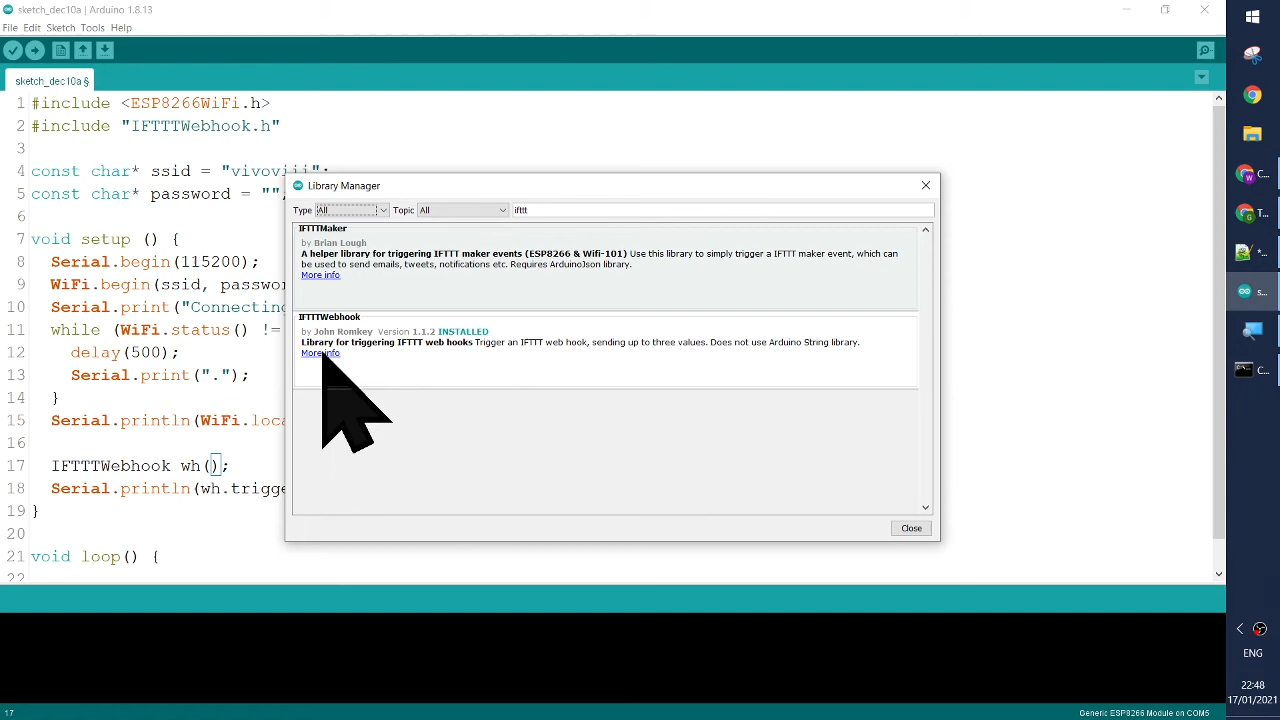 sketch_dec10a | Arduino 1.8.13
File Edit Sketch Tools Help
sketch_dec10a §
1 #include <ESP8266WiFi.h>
2 #include "IFTTTWebhook.h"
3
4 const char* ssid = "vivoviii";
5 const char* password = "";
6
7 void setup () {
8 Serial.begin(115200);
9 WiFi.begin(ssid, passwor
10 Serial.print("Connecting
11 while (WiFi.status() !=
12 delay(500);
13 Serial.print(".");
14 }
15 Serial.println(WiFi.loca
16
17 IFTTTWebhook wh();
18 Serial.println(wh.trigge
19 }
20
21 void loop() {
22
Library Manager
Type All Topic All ifttt
IFTTTMaker
by Brian Lough
A helper library for triggering IFTTT maker events (ESP8266 & Wifi-101) Use this library to simply trigger a IFTTT maker event, which can
be used to send emails, tweets, notifications etc. Requires ArduinoJson library.
More info
IFTTTWebhook
by John Romkey Version 1.1.2 INSTALLED
Library for triggering IFTTT web hooks Trigger an IFTTT web hook, sending up to three values. Does not use Arduino String library.
More info
Close
C...
G...
*...
s...
C...
ENG
22:48
17/01/2021
17
Generic ESP8266 Module on COM5